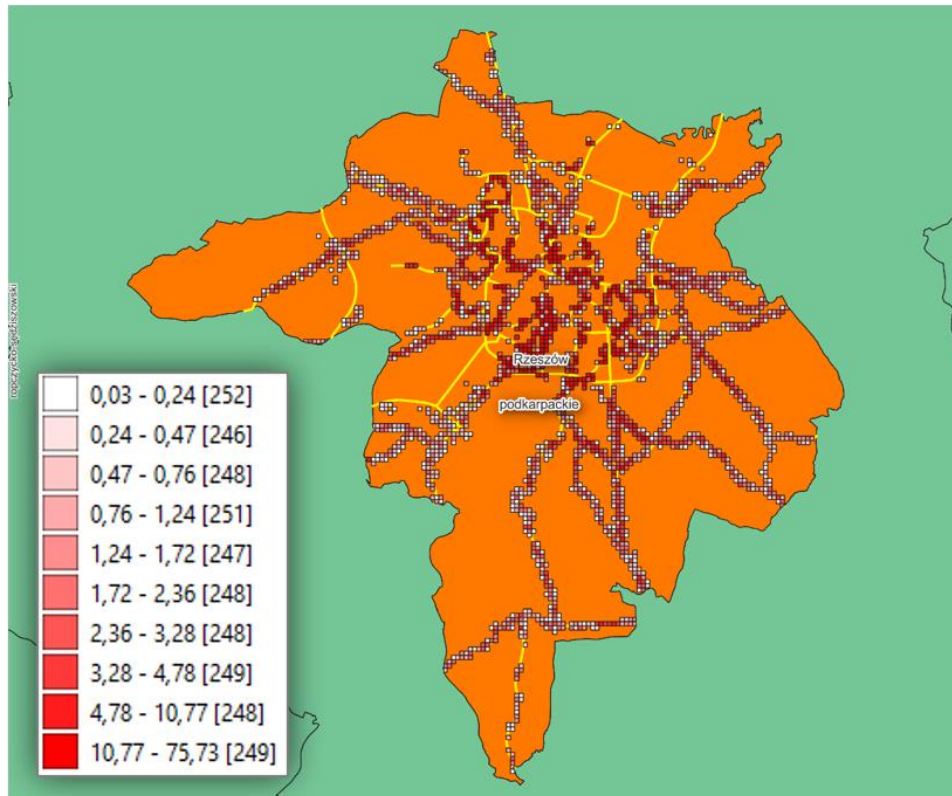 ropczycko-sędziszowski
Rzeszów
podkarpackie
0,03 - 0,24 [252]
0,24 - 0,47 [246]
0,47 - 0,76 [248]
0,76 - 1,24 [251]
1,24 - 1,72 [247]
1,72 - 2,36 [248]
2,36 - 3,28 [248]
3,28 - 4,78 [249]
4,78 - 10,77 [248]
10,77 - 75,73 [249]